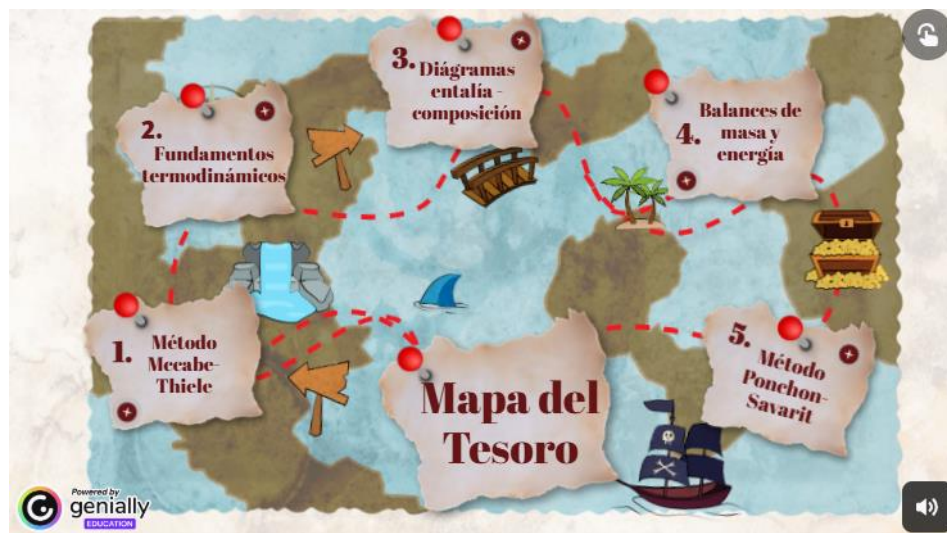 3. Diágramas
entalía -
composición
2.
Fundamentos
termodinámicos
4. Balances de
masa y
energía
1. Método
Mccabe-
Thiele
5. Método
Ponchon-
Savarit
Mapa del
Tesoro
Powered by
genially
EDUCATION